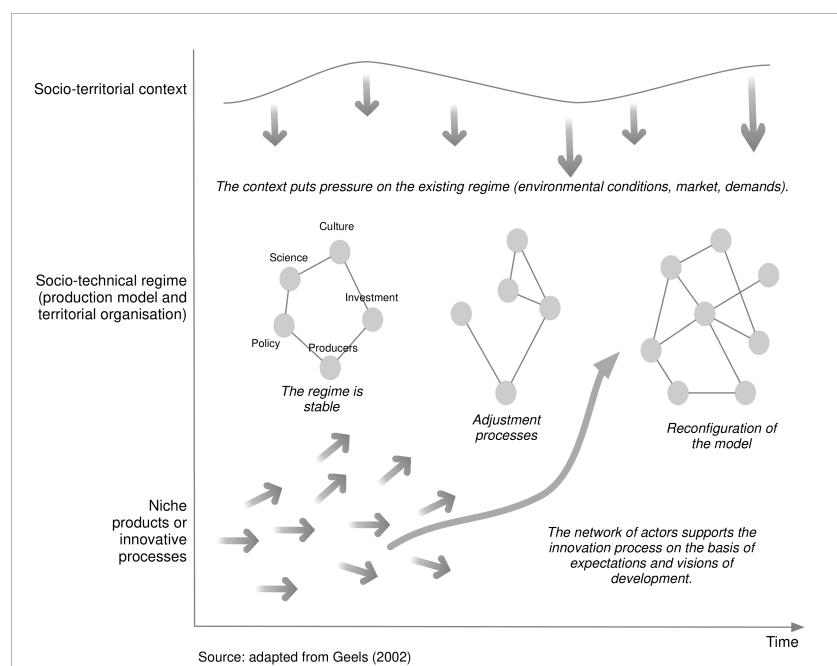 Socio-territorial context
The context puts pressure on the existing regime (environmental conditions, market, demands).
Culture
Science
Socio-technical regime
(production model and
territorial organisation)
Investment
Policy
Producers
The regime is
stable
Adjustment
processes
Reconfiguration of
the model
Niche
products or
innovative
processes
The network of actors supports the
innovation process on the basis of
expectations and visions of
development.
Time
Source: adapted from Geels (2002)